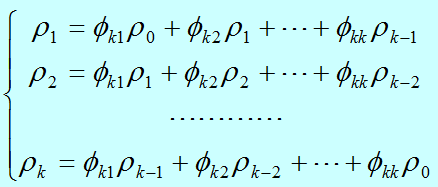 ρ₁ = ϕₖ₁ρ₀ + ϕₖ₂ρ₁ + ⋯ + ϕₖₖρₖ₋₁
ρ₂ = ϕₖ₁ρ₁ + ϕₖ₂ρ₂ + ⋯ + ϕₖₖρₖ₋₂
⋯⋯⋯⋯
ρₖ = ϕₖ₁ρₖ₋₁ + ϕₖ₂ρₖ₋₂ + ⋯ + ϕₖₖρ₀